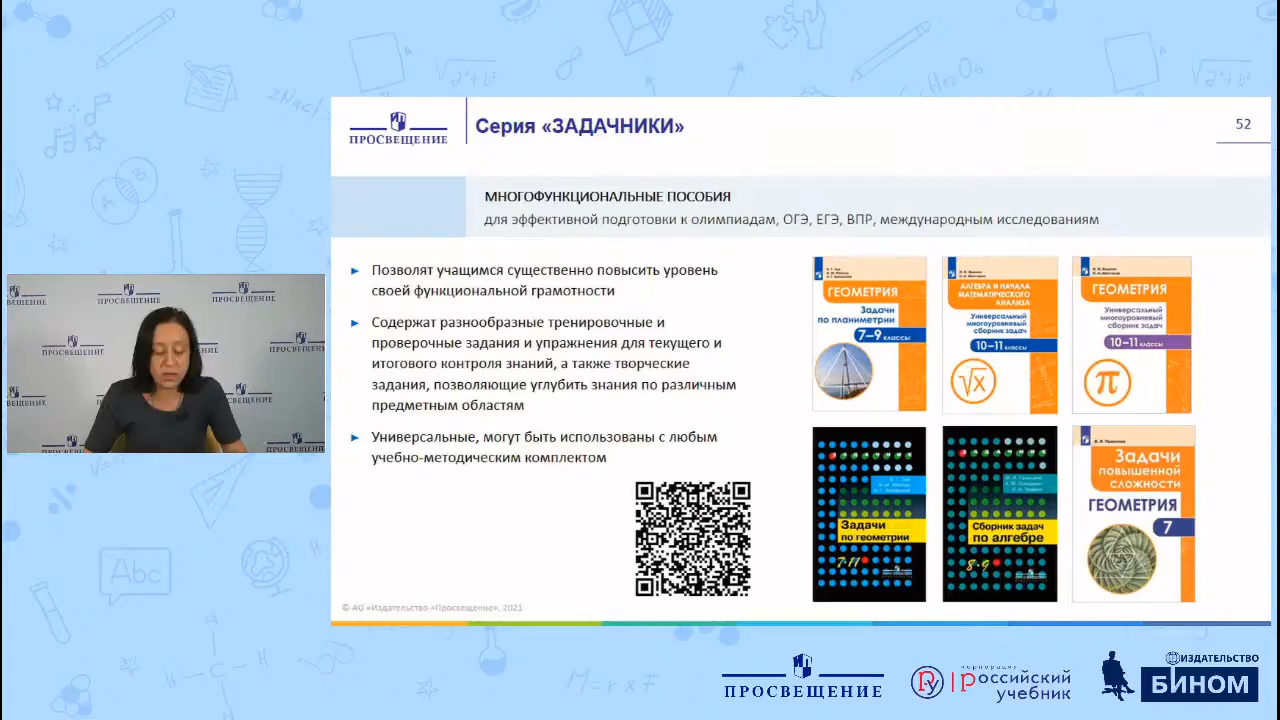 ПРОСВЕЩЕНИЕ
Серия «ЗАДАЧНИКИ»
52
МНОГОФУНКЦИОНАЛЬНЫЕ ПОСОБИЯ
для эффективной подготовки к олимпиадам, ОГЭ, ЕГЭ, ВПР, международным исследованиям
► Позволят учащимся существенно повысить уровень
своей функциональной грамотности
► Содержат разнообразные тренировочные и
проверочные задания и упражнения для текущего и
итогового контроля знаний, а также творческие
задания, позволяющие углубить знания по различным
предметным областям
► Универсальные, могут быть использованы с любым
учебно-методическим комплектом
ГЕОМЕТРИЯ
Задачи
по планиметрии
7–9 классы
АЛГЕБРА И НАЧАЛА
МАТЕМАТИЧЕСКОГО
АНАЛИЗА
Универсальный
многоуровневый
сборник задач
10–11 классы
√x
ГЕОМЕТРИЯ
Универсальный
многоуровневый
сборник задач
10–11 классы
π
Задачи
по геометрии
7-11
Сборник задач
по алгебре
8-9
Задачи
повышенной
сложности
ГЕОМЕТРИЯ
7
© АО «Издательство «Просвещение», 2021
ПРОСВЕЩЕНИЕ
корпорация
Российский
учебник
ИЗДАТЕЛЬСТВО
БИНОМ
Abc